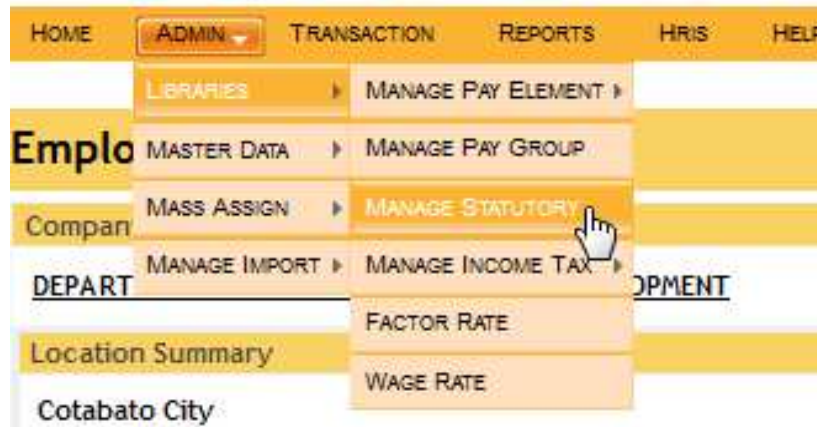 HOME ADMIN TRANSACTION REPORTS HRIS HELP
LIBRARIES MANAGE PAY ELEMENT
Emplo MASTER DATA MANAGE PAY GROUP
MASS ASSIGN MANAGE STATUTORY
Compan
MANAGE IMPORT MANAGE INCOME TAX
DEPART OPMENT
FACTOR RATE
Location Summary
WAGE RATE
Cotabato City